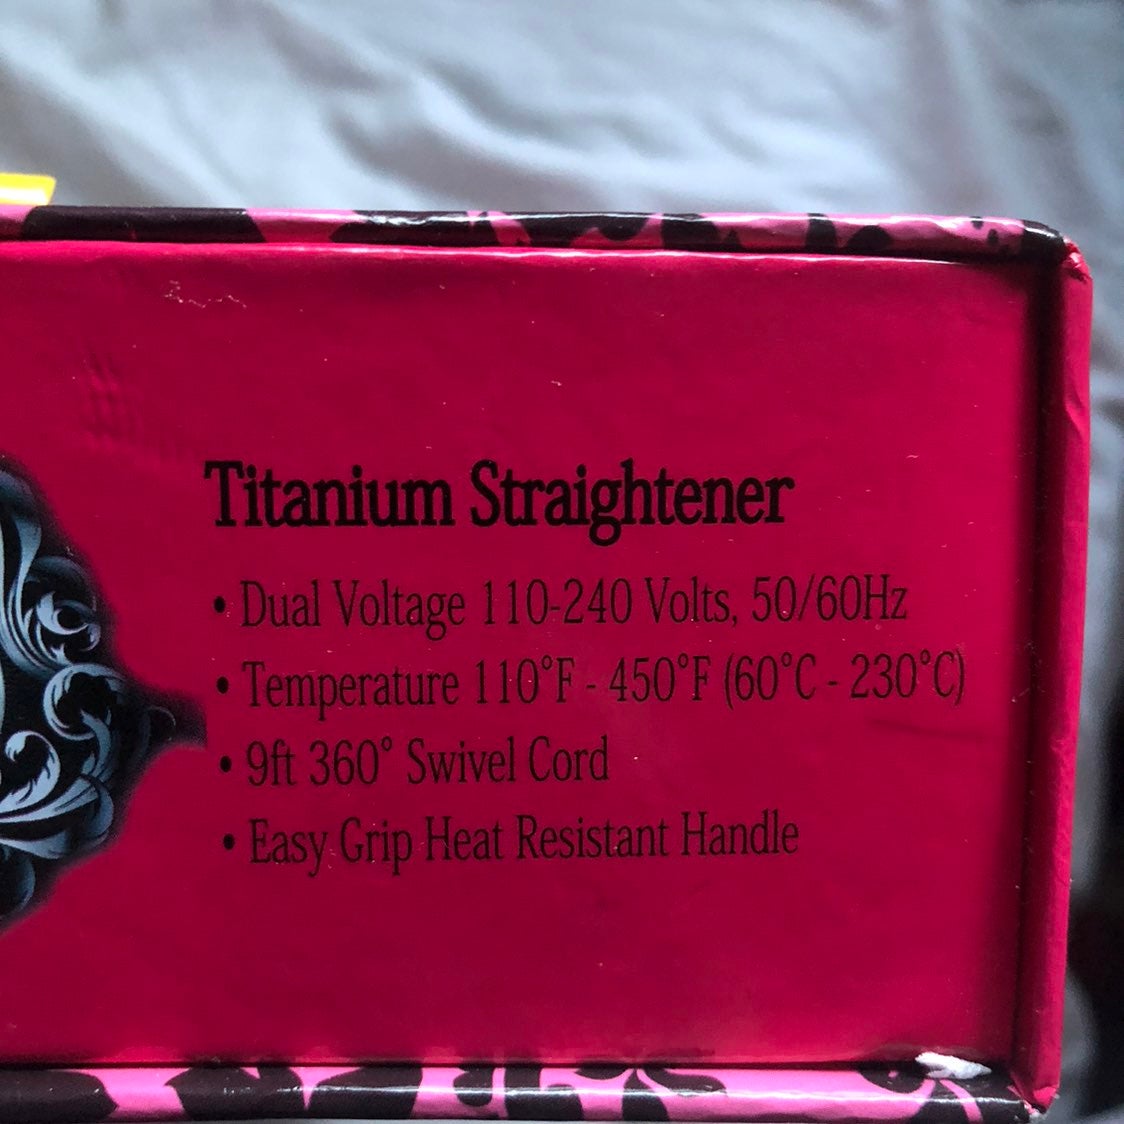 Titanium Straightener
• Dual Voltage 110-240 Volts, 50/60Hz
• Temperature 110°F - 450°F (60°C - 230°C)
• 9ft 360° Swivel Cord
• Easy Grip Heat Resistant Handle